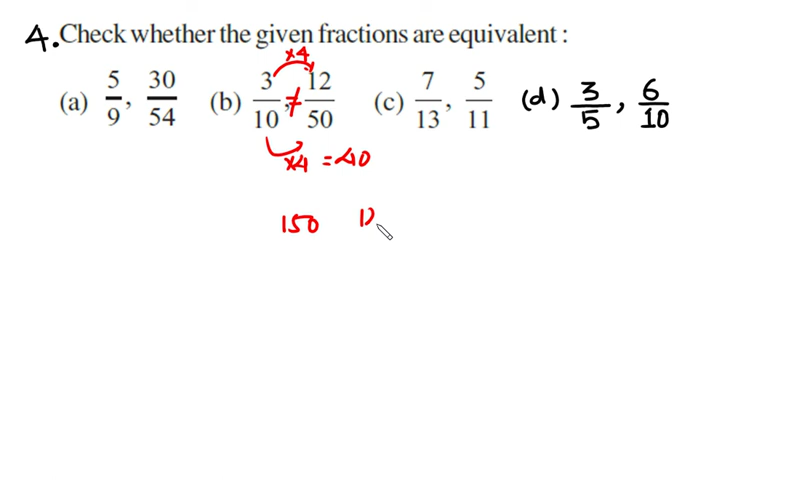 4. Check whether the given fractions are equivalent :
×4
(a) 5/9, 30/54 (b) 3/10, ≠ 12/50 (c) 7/13, 5/11 (d) 3/5, 6/10
×4 = 40
150